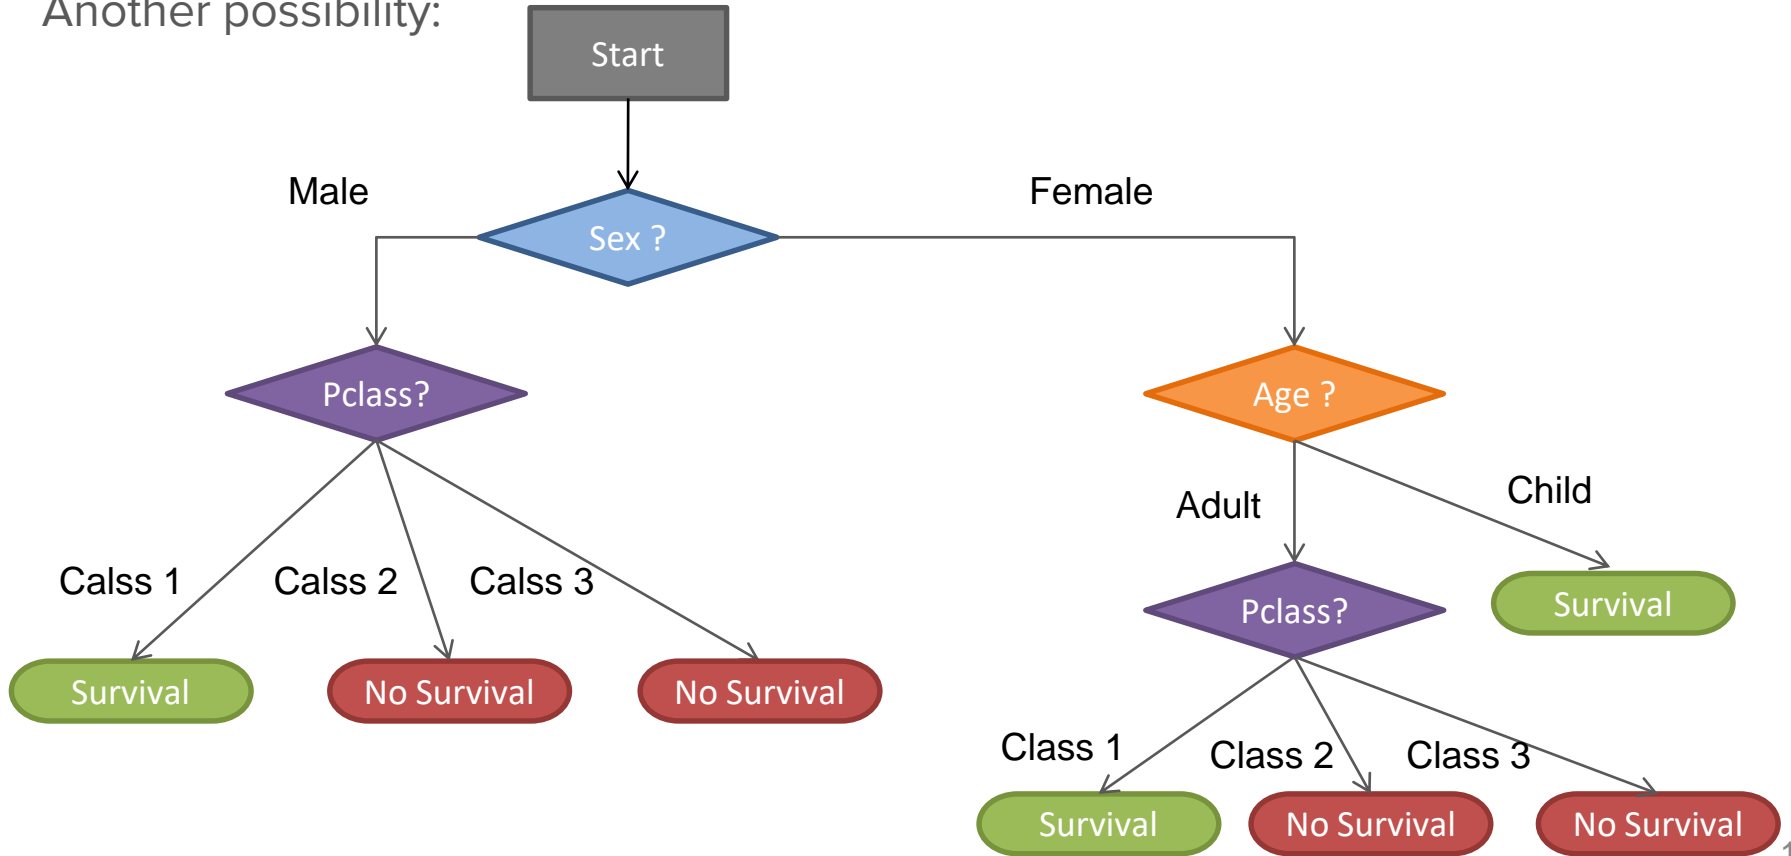 Another possibility:
Start
Male
Female
Sex ?
Pclass?
Age ?
Adult
Child
Calss 1
Calss 2
Calss 3
Pclass?
Survival
Survival
No Survival
No Survival
Class 1
Class 2
Class 3
Survival
No Survival
No Survival